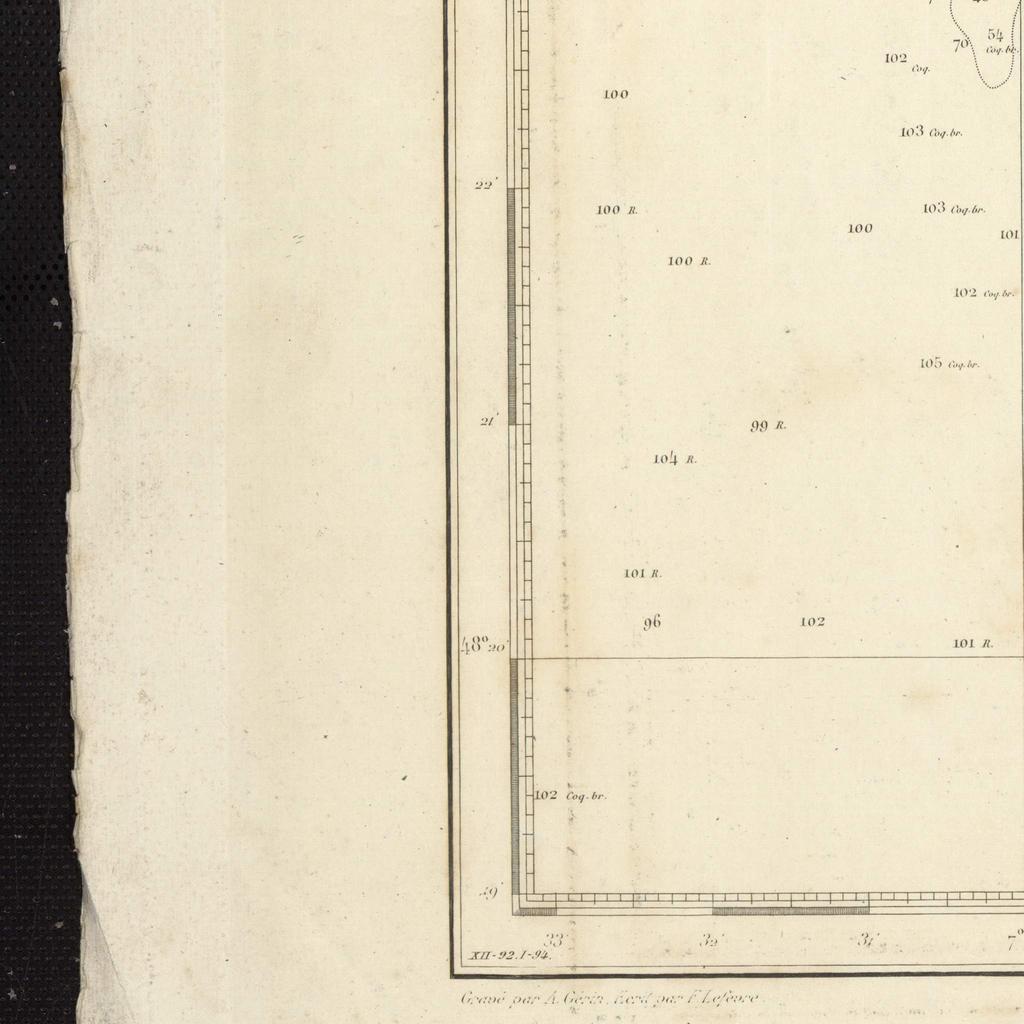 54
70 Coq. br.
102
Coq.
100
103 Coq. br.
22'
100 R.
103 Coq. br.
100
101
100 R.
102 Coq. br.
105 Coq. br.
21'
99 R.
104 R.
101 R.
96
102
48° 20'
101 R.
102 Coq. br.
19'
33' 32' 31' 7°
XII-92.I-94.
Gravé par A. Gérin, Ecrit par F. Lefevre.